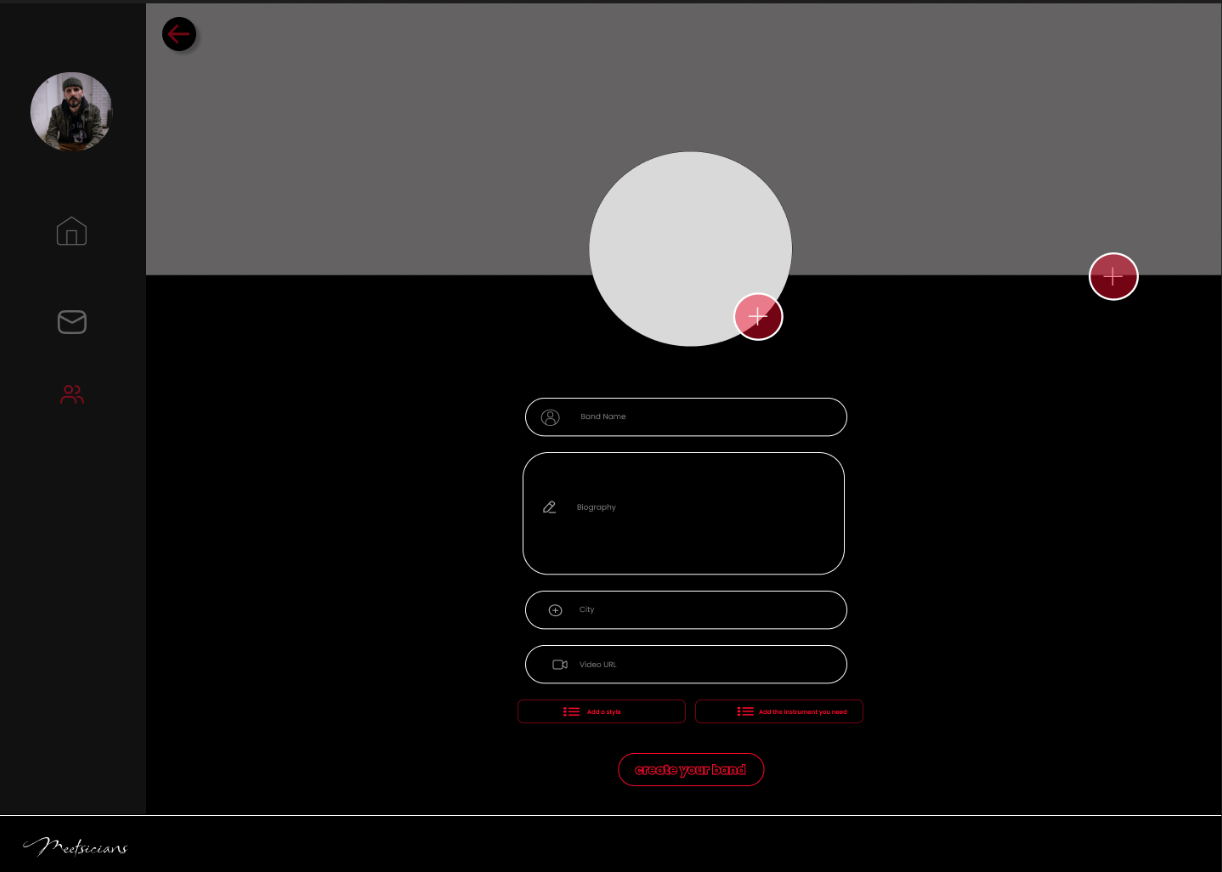 Band Name
Biography
City
Video URL
Add a style
Add the instrument you need
create your band
Meetsicians